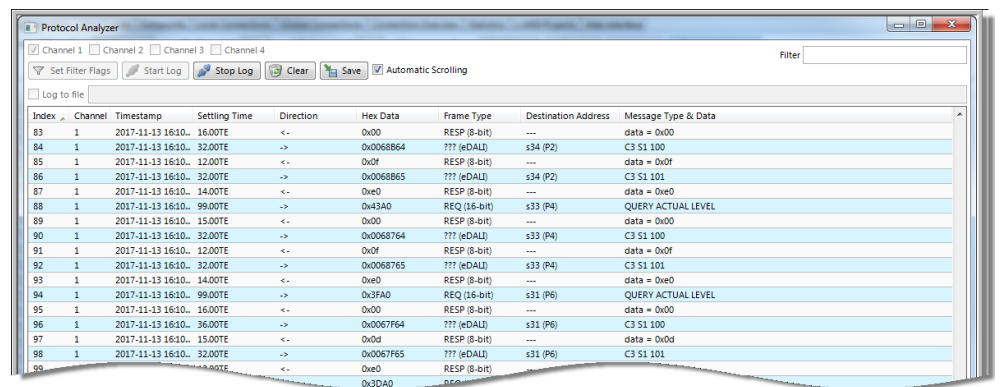 Protocol Analyzer
Channel 1 Channel 2 Channel 3 Channel 4
Filter
Set Filter Flags Start Log Stop Log Clear Save Automatic Scrolling
Log to file
Index Channel Timestamp Settling Time Direction Hex Data Frame Type Destination Address Message Type & Data
83 1 2017-11-13 16:10... 16.00TE <- 0x00 RESP (8-bit) --- data = 0x00
84 1 2017-11-13 16:10... 32.00TE -> 0x0068B64 ??? (eDALI) s34 (P2) C3 S1 100
85 1 2017-11-13 16:10... 12.00TE <- 0x0f RESP (8-bit) --- data = 0x0f
86 1 2017-11-13 16:10... 32.00TE -> 0x0068B65 ??? (eDALI) s34 (P2) C3 S1 101
87 1 2017-11-13 16:10... 14.00TE <- 0xe0 RESP (8-bit) --- data = 0xe0
88 1 2017-11-13 16:10... 99.00TE -> 0x43A0 REQ (16-bit) s33 (P4) QUERY ACTUAL LEVEL
89 1 2017-11-13 16:10... 15.00TE <- 0x00 RESP (8-bit) --- data = 0x00
90 1 2017-11-13 16:10... 32.00TE -> 0x0068764 ??? (eDALI) s33 (P4) C3 S1 100
91 1 2017-11-13 16:10... 12.00TE <- 0x0f RESP (8-bit) --- data = 0x0f
92 1 2017-11-13 16:10... 32.00TE -> 0x0068765 ??? (eDALI) s33 (P4) C3 S1 101
93 1 2017-11-13 16:10... 14.00TE <- 0xe0 RESP (8-bit) --- data = 0xe0
94 1 2017-11-13 16:10... 99.00TE -> 0x3FA0 REQ (16-bit) s31 (P6) QUERY ACTUAL LEVEL
95 1 2017-11-13 16:10... 16.00TE <- 0x00 RESP (8-bit) --- data = 0x00
96 1 2017-11-13 16:10... 36.00TE -> 0x0067F64 ??? (eDALI) s31 (P6) C3 S1 100
97 1 2017-11-13 16:10... 15.00TE <- 0x0d RESP (8-bit) --- data = 0x0d
98 1 2017-11-13 16:10... 32.00TE -> 0x0067F65 ??? (eDALI) s31 (P6) C3 S1 101
99 <- 0xe0 RESP (8-bit) data = 0xe0
0x3DA0